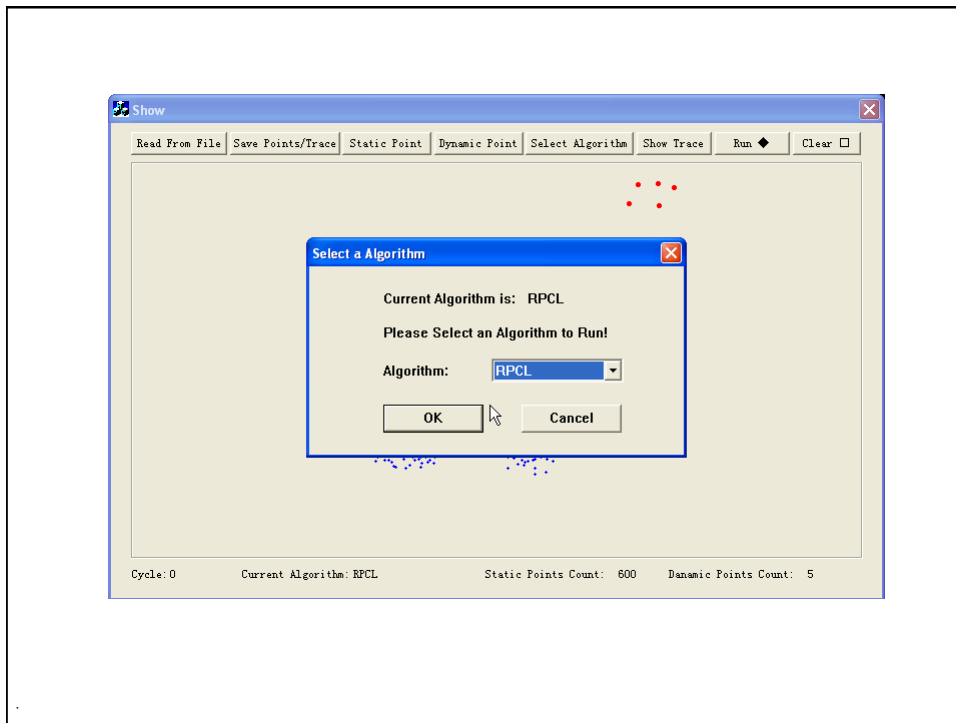 Show
Read From File Save Points/Trace Static Point Dynamic Point Select Algorithm Show Trace Run ◆ Clear □
Select a Algorithm
Current Algorithm is: RPCL
Please Select an Algorithm to Run!
Algorithm: RPCL
OK Cancel
Cycle:0 Current Algorithm:RPCL Static Points Count: 600 Danamic Points Count: 5